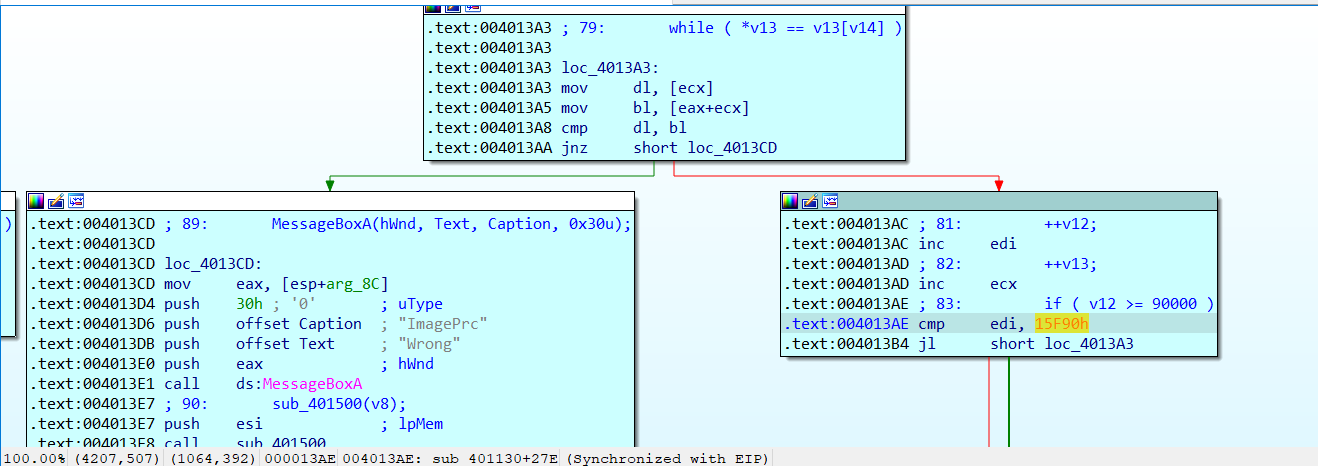 .text:004013A3 ; 79:       while ( *v13 == v13[v14] )
.text:004013A3
.text:004013A3 loc_4013A3:
.text:004013A3 mov     dl, [ecx]
.text:004013A5 mov     bl, [eax+ecx]
.text:004013A8 cmp     dl, bl
.text:004013AA jnz     short loc_4013CD
)
.text:004013CD ; 89:       MessageBoxA(hWnd, Text, Caption, 0x30u);
.text:004013CD
.text:004013CD loc_4013CD:
.text:004013CD mov     eax, [esp+arg_8C]
.text:004013D4 push    30h ; '0'       ; uType
.text:004013D6 push    offset Caption  ; "ImagePrc"
.text:004013DB push    offset Text     ; "Wrong"
.text:004013E0 push    eax             ; hWnd
.text:004013E1 call    ds:MessageBoxA
.text:004013E7 ; 90:       sub_401500(v8);
.text:004013E7 push    esi             ; lpMem
.text:004013E8 call    sub_401500
.text:004013AC ; 81:         ++v12;
.text:004013AC inc     edi
.text:004013AD ; 82:         ++v13;
.text:004013AD inc     ecx
.text:004013AE ; 83:         if ( v12 >= 90000 )
.text:004013AE cmp     edi, 15F90h
.text:004013B4 jl      short loc_4013A3
100.00% (4207,507) (1064,392) 000013AE 004013AE: sub_401130+27E (Synchronized with EIP)